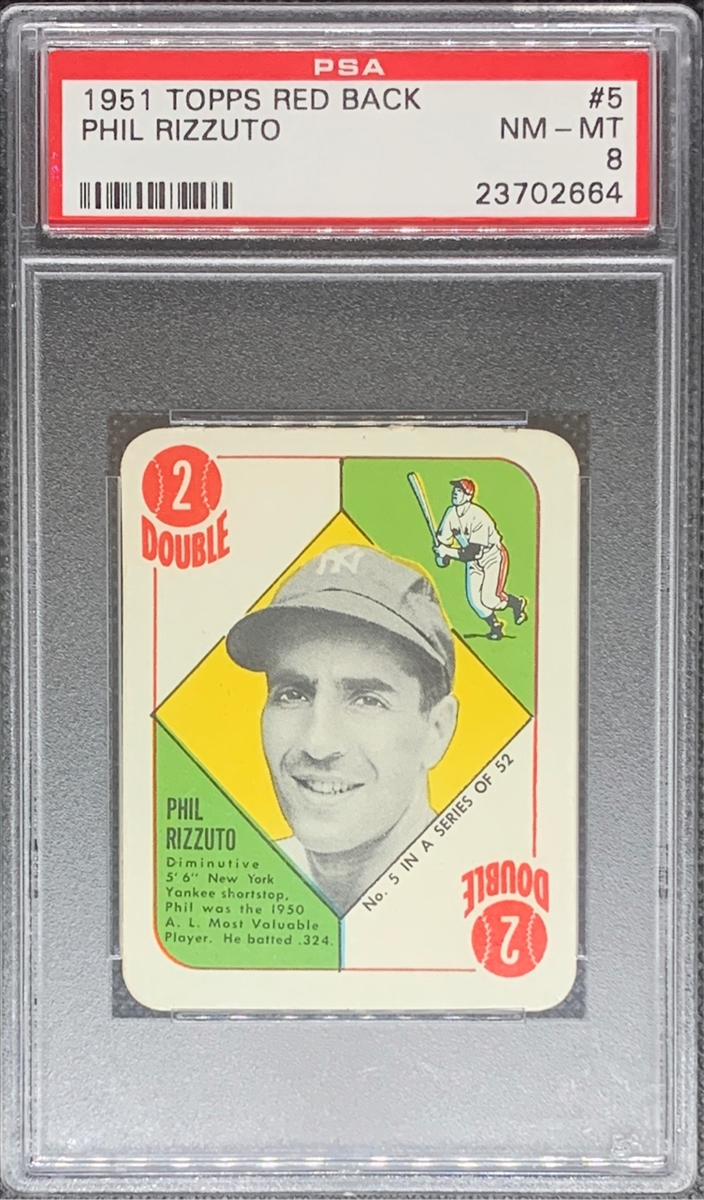 PSA
1951 TOPPS RED BACK #5
PHIL RIZZUTO NM - MT
8
23702664
2
DOUBLE
NY
PHIL
RIZZUTO
Diminutive
5' 6" New York
Yankee shortstop,
Phil was the 1950
A. L. Most Valuable
Player. He batted .324.
No. 5 IN A SERIES OF 52
DOUBLE
2